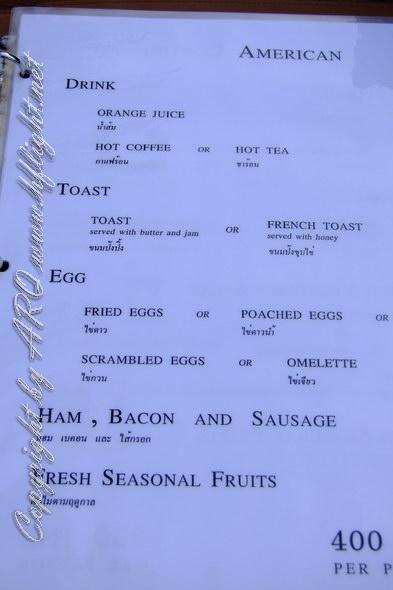 AMERICAN
DRINK
ORANGE JUICE
น้ำส้ม
HOT COFFEE OR HOT TEA
กาแฟร้อน ชาร้อน
TOAST
TOAST OR FRENCH TOAST
served with butter and jam served with honey
ขนมปังปิ้ง ขนมปังชุบไข่
EGG
FRIED EGGS OR POACHED EGGS OR
ไข่ดาว ไข่ดาวน้ำ
SCRAMBLED EGGS OR OMELETTE
ไข่กวน ไข่เจียว
HAM , BACON AND SAUSAGE
แฮม เบคอน และ ไส้กรอก
FRESH SEASONAL FRUITS
ผลไม้ตามฤดูกาล
400
PER P
Copyright by ARO www.hflight.net